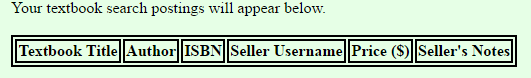 Your textbook search postings will appear below.
Textbook Title Author ISBN Seller Username Price ($) Seller's Notes